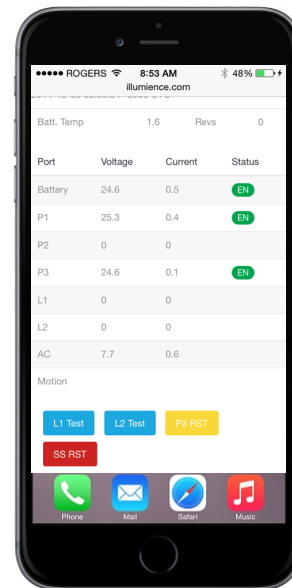 ROGERS 8:53 AM 48%
illumience.com
Batt. Temp 1.6 Revs 0
Port Voltage Current Status
Battery 24.6 0.5 EN
P1 25.3 0.4 EN
P2 0 0
P3 24.6 0.1 EN
L1 0 0
L2 0 0
AC 7.7 0.6
Motion
L1 Test L2 Test P3 RST
SS RST
Phone Mail Safari Music